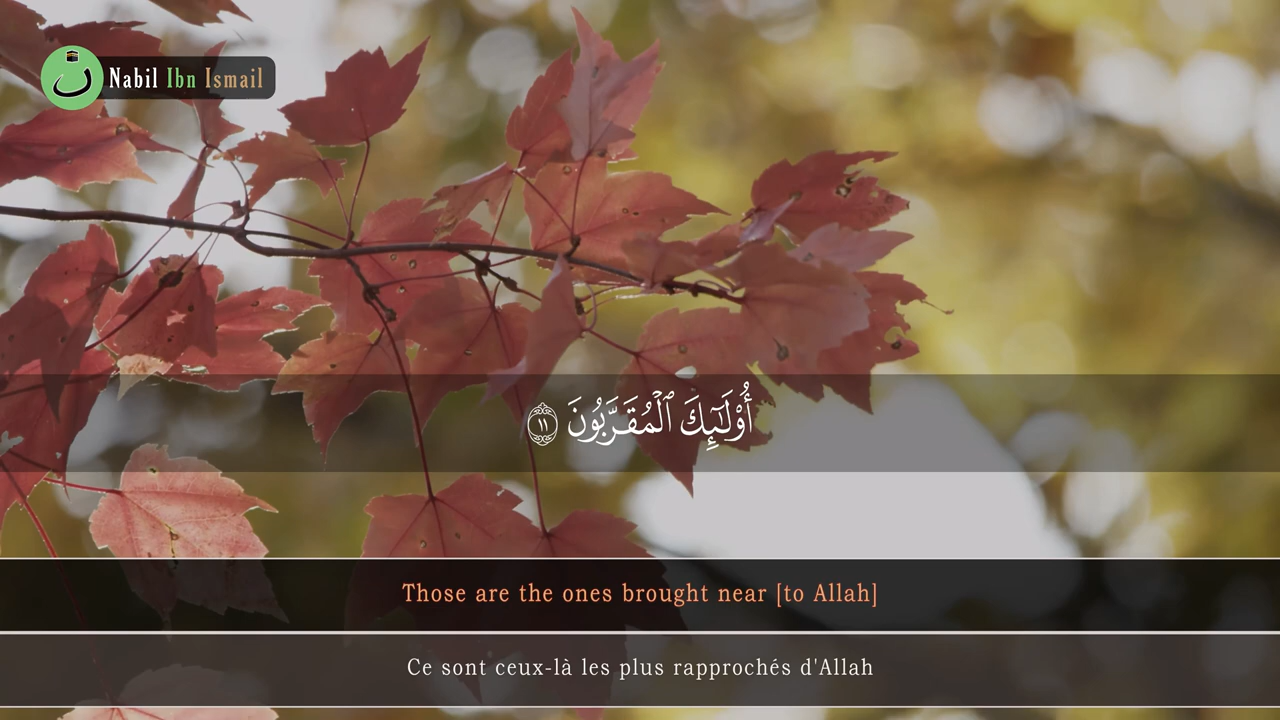 ن
Nabil Ibn Ismail
أُو۟لَٰٓئِكَ ٱلْمُقَرَّبُونَ ١١
Those are the ones brought near [to Allah]
Ce sont ceux-là les plus rapprochés d'Allah